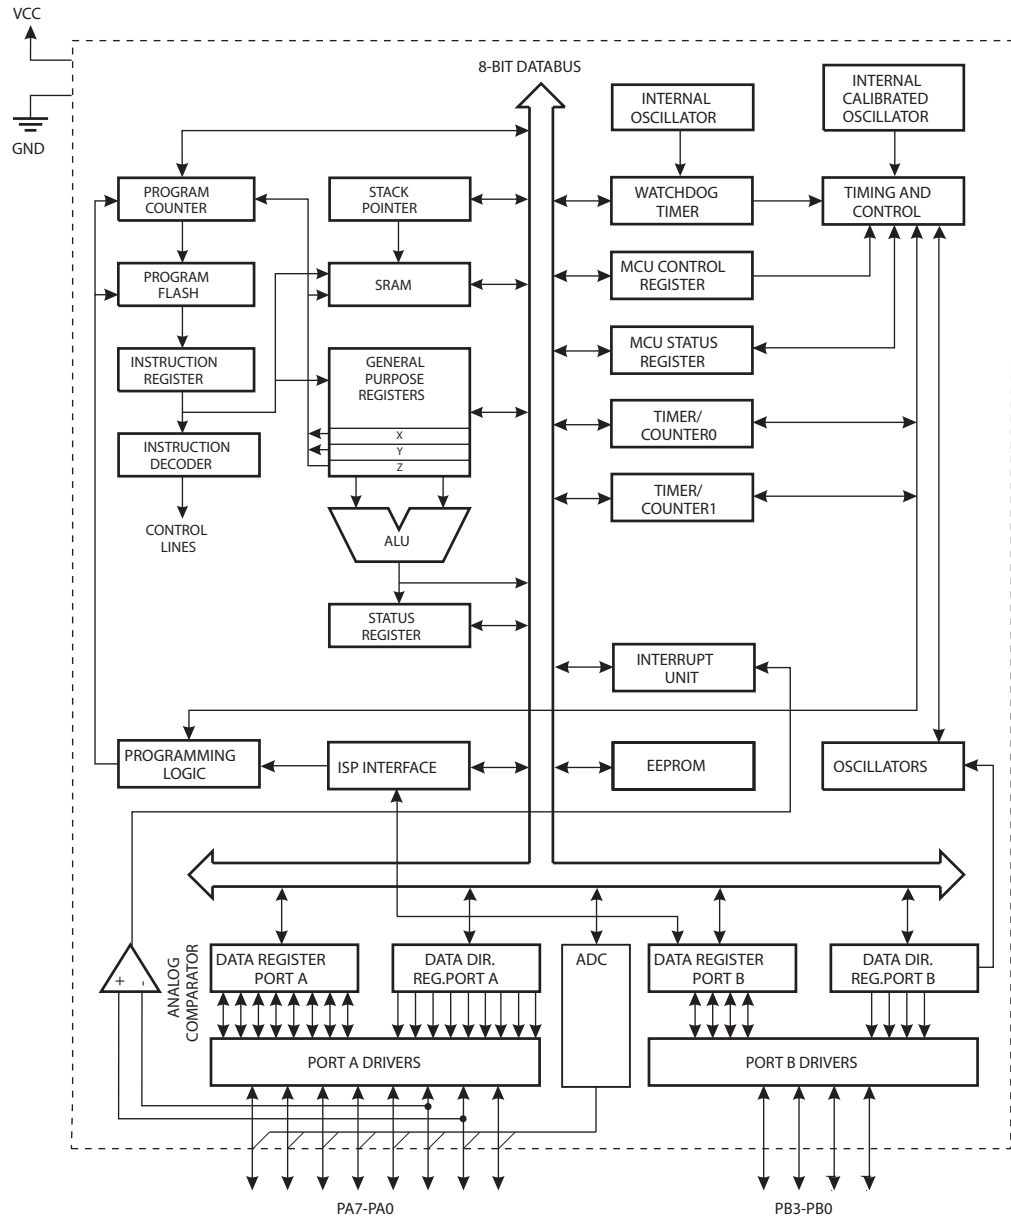 VCC
GND
8-BIT DATABUS
INTERNAL
OSCILLATOR
INTERNAL
CALIBRATED
OSCILLATOR
PROGRAM
COUNTER
STACK
POINTER
WATCHDOG
TIMER
TIMING AND
CONTROL
PROGRAM
FLASH
SRAM
MCU CONTROL
REGISTER
INSTRUCTION
REGISTER
GENERAL
PURPOSE
REGISTERS
X
Y
Z
MCU STATUS
REGISTER
INSTRUCTION
DECODER
TIMER/
COUNTER0
CONTROL
LINES
ALU
TIMER/
COUNTER1
STATUS
REGISTER
INTERRUPT
UNIT
PROGRAMMING
LOGIC
ISP INTERFACE
EEPROM
OSCILLATORS
+
-
ANALOG
COMPARATOR
DATA REGISTER
PORT A
DATA DIR.
REG.PORT A
ADC
DATA REGISTER
PORT B
DATA DIR.
REG.PORT B
PORT A DRIVERS
PORT B DRIVERS
PA7-PA0
PB3-PB0